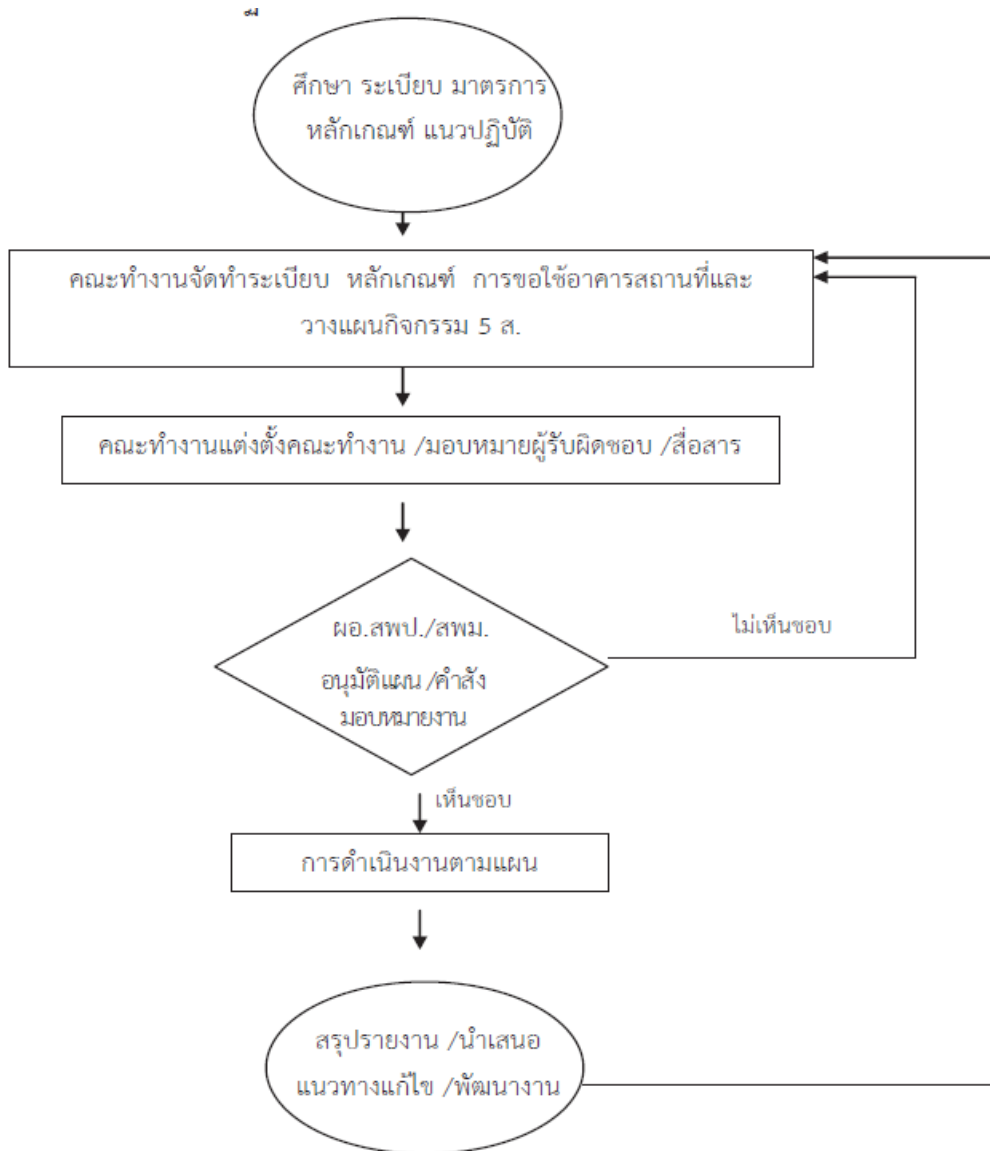 ศึกษา ระเบียบ มาตรการ
หลักเกณฑ์ แนวปฏิบัติ
คณะทำงานจัดทำระเบียบ หลักเกณฑ์ การขอใช้อาคารสถานที่และ
วางแผนกิจกรรม 5 ส.
คณะทำงานแต่งตั้งคณะทำงาน /มอบหมายผู้รับผิดชอบ /สื่อสาร
ผอ.สพป./สพม.
อนุมัติแผน /คำสั่ง
มอบหมายงาน
ไม่เห็นชอบ
เห็นชอบ
การดำเนินงานตามแผน
สรุปรายงาน /นำเสนอ
แนวทางแก้ไข /พัฒนางาน